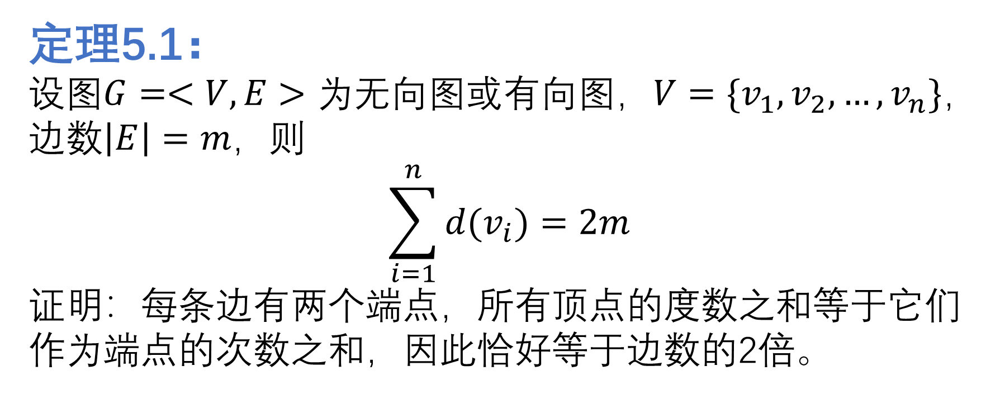 定理5.1：
设图G =< V, E > 为无向图或有向图，V = {v₁, v₂, … , vₙ}，
边数|E| = m，则
n
∑ d(vᵢ) = 2m
i=1
证明：每条边有两个端点，所有顶点的度数之和等于它们
作为端点的次数之和，因此恰好等于边数的2倍。